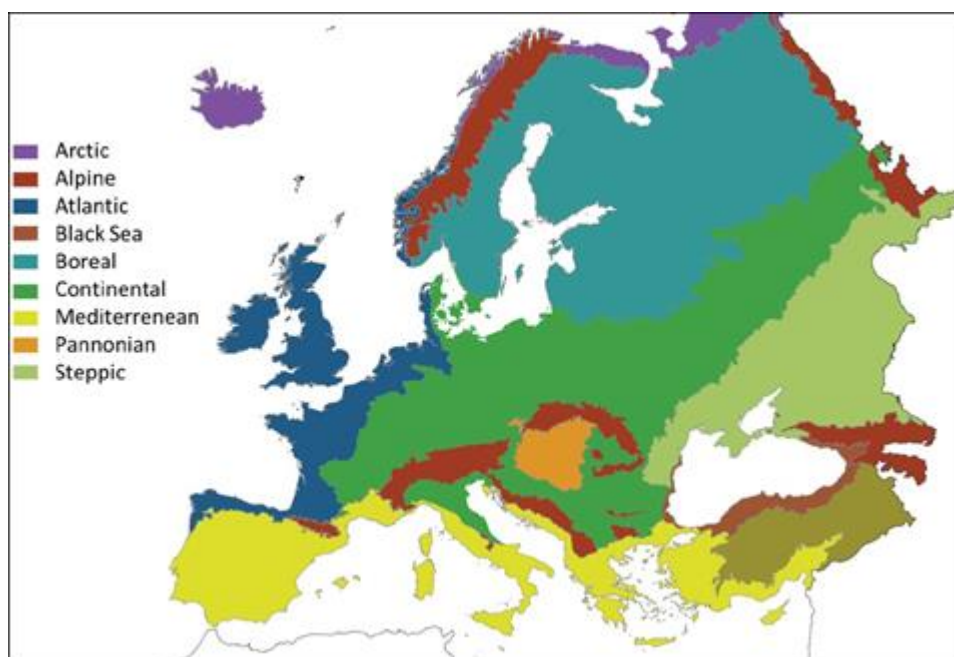 Arctic
Alpine
Atlantic
Black Sea
Boreal
Continental
Mediterrenean
Pannonian
Steppic